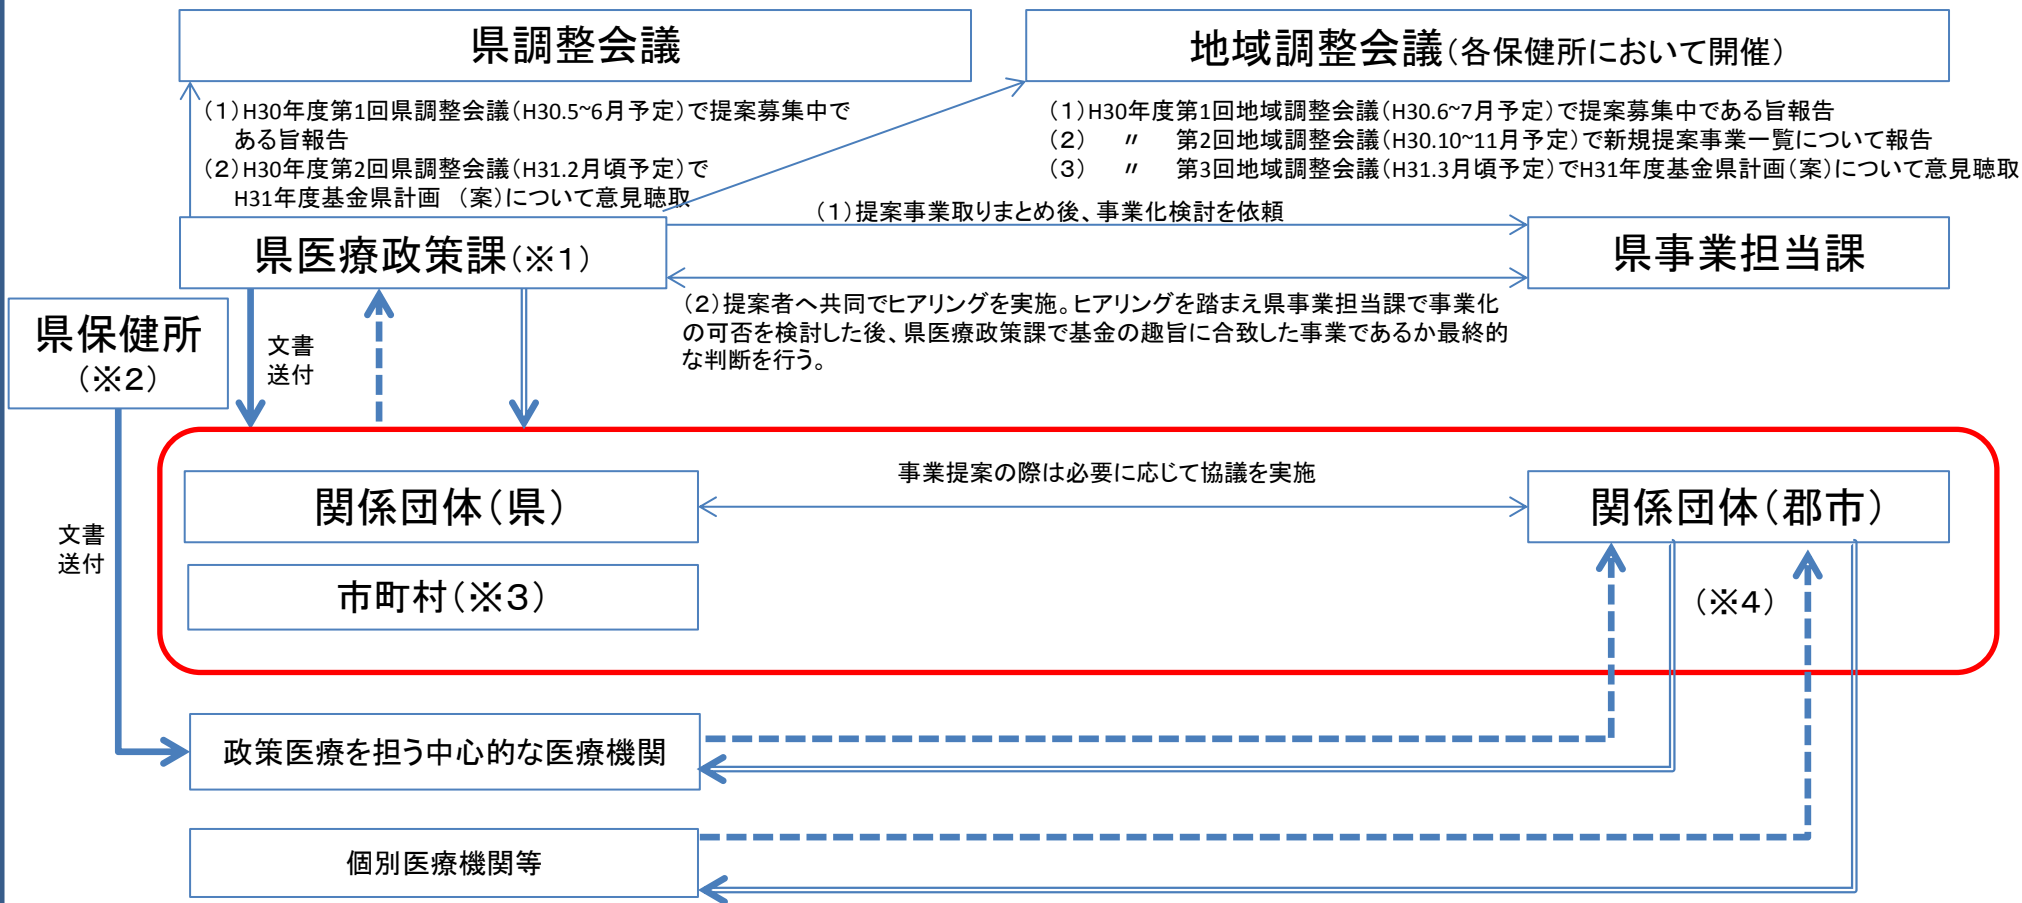 県調整会議
地域調整会議（各保健所において開催）
（１）H30年度第1回県調整会議（H30.5~6月予定）で提案募集中で
ある旨報告
（２）H30年度第2回県調整会議（H31.2月頃予定）で
H31年度基金県計画　（案）について意見聴取
（１）H30年度第1回地域調整会議（H30.6~7月予定）で提案募集中である旨報告
（２）　〃　第2回地域調整会議（H30.10~11月予定）で新規提案事業一覧について報告
（３）　〃　第3回地域調整会議（H31.3月頃予定）でH31年度基金県計画（案）について意見聴取
（１）提案事業取りまとめ後、事業化検討を依頼
県医療政策課（※１）
県事業担当課
（２）提案者へ共同でヒアリングを実施。ヒアリングを踏まえ県事業担当課で事業化
の可否を検討した後、県医療政策課で基金の趣旨に合致した事業であるか最終的
な判断を行う。
県保健所
（※２）
文書
送付
事業提案の際は必要に応じて協議を実施
関係団体（県）
関係団体（郡市）
文書
送付
市町村（※３）
（※４）
政策医療を担う中心的な医療機関
個別医療機関等